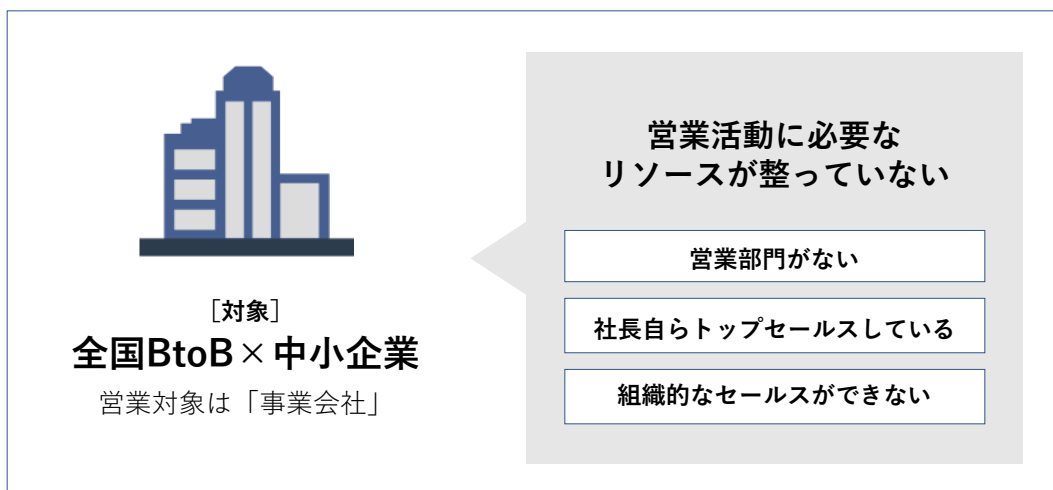 ［対象］
全国BtoB×中小企業
営業対象は「事業会社」
営業活動に必要な
リソースが整っていない
営業部門がない
社長自らトップセールスしている
組織的なセールスができない